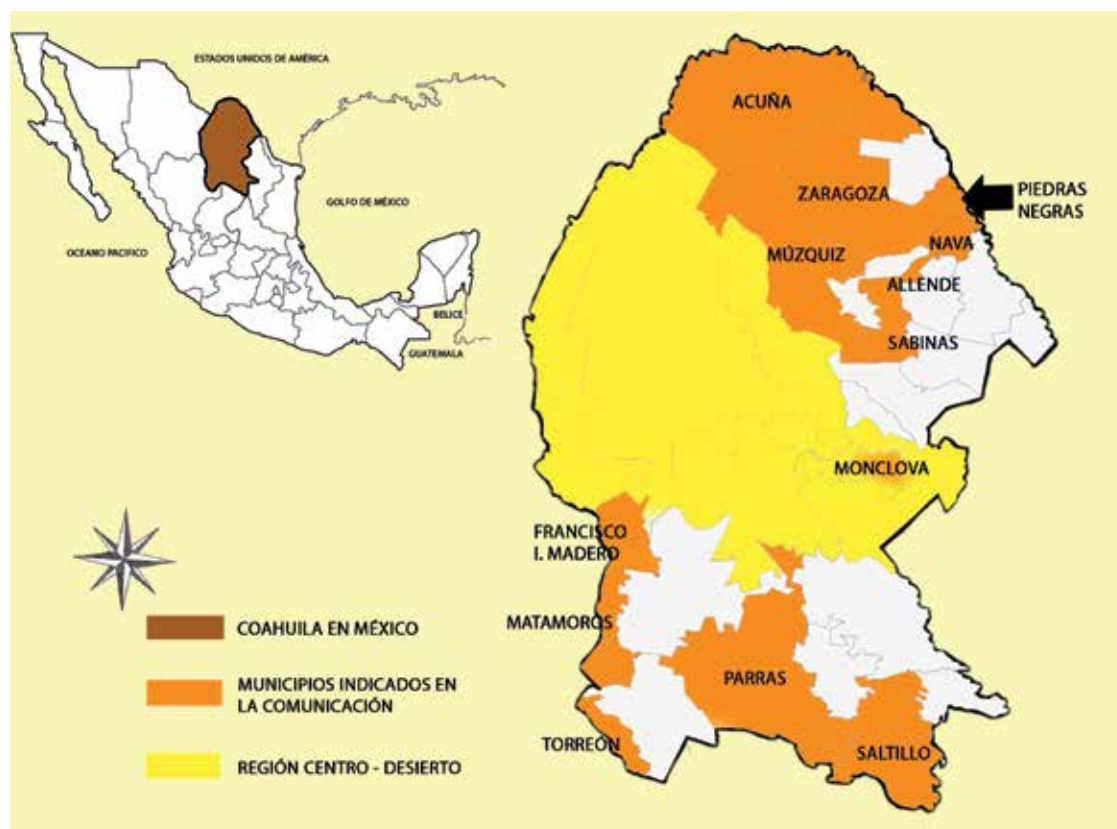 ESTADOS UNIDOS DE AMÉRICA
GOLFO DE MÉXICO
OCEANO PACIFICO
BELICE
GUATEMALA
ACUÑA
ZARAGOZA
PIEDRAS
NEGRAS
NAVA
MÚZQUIZ
ALLENDE
SABINAS
MONCLOVA
FRANCISCO
I. MADERO
MATAMOROS
PARRAS
TORREÓN
SALTILLO
COAHUILA EN MÉXICO
MUNICIPIOS INDICADOS EN
LA COMUNICACIÓN
REGIÓN CENTRO - DESIERTO